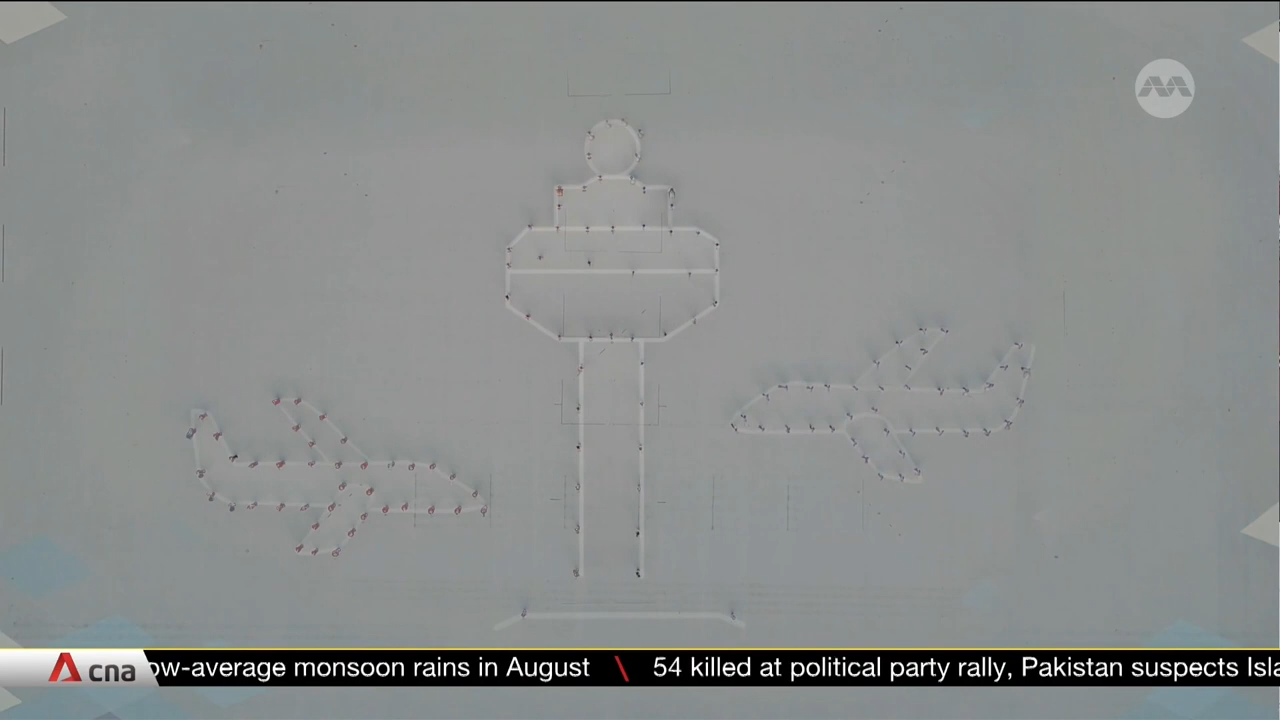 cna
ow-average monsoon rains in August \ 54 killed at political party rally, Pakistan suspects Isla